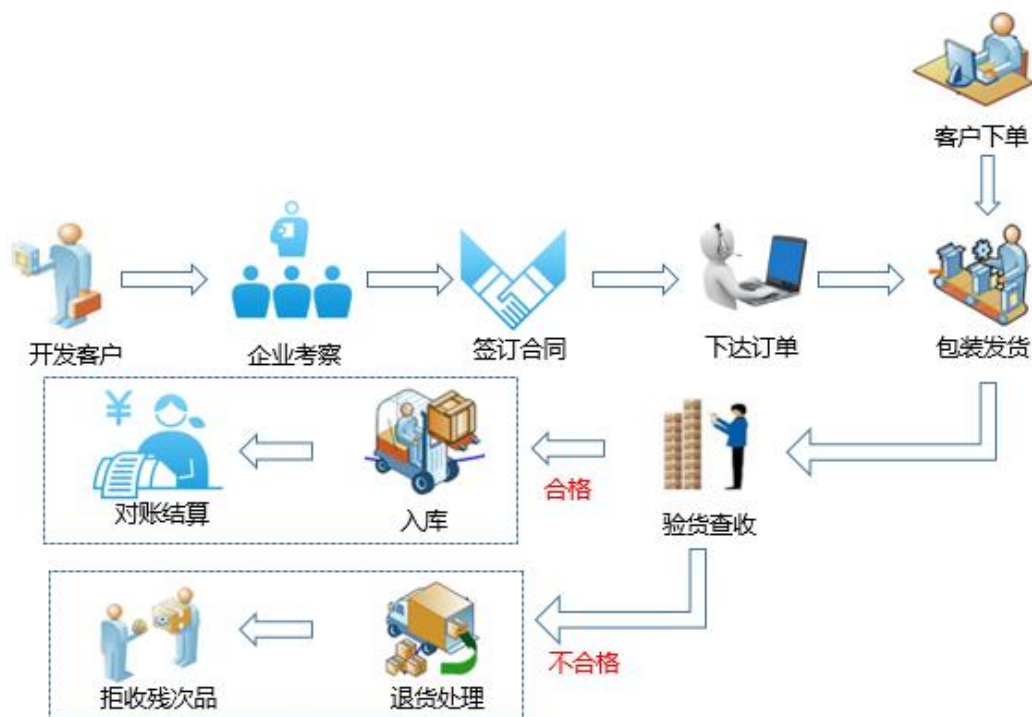 客户下单
开发客户
企业考察
签订合同
下达订单
包装发货
¥
合格
对账结算
入库
验货查收
不合格
拒收残次品
退货处理